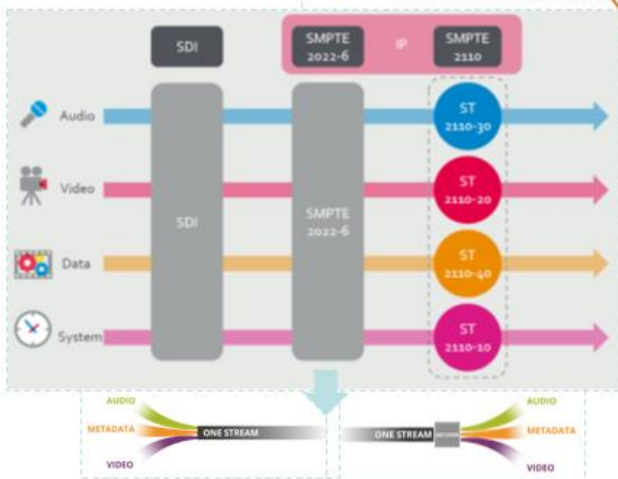 SDI
SMPTE
2022-6
IP
SMPTE
2110
Audio
ST
2110-30
Video
ST
2110-20
SDI
SMPTE
2022-6
Data
ST
2110-40
System
ST
2110-10
AUDIO
METADATA
ONE STREAM
VIDEO
ONE STREAM
AUDIO
METADATA
VIDEO